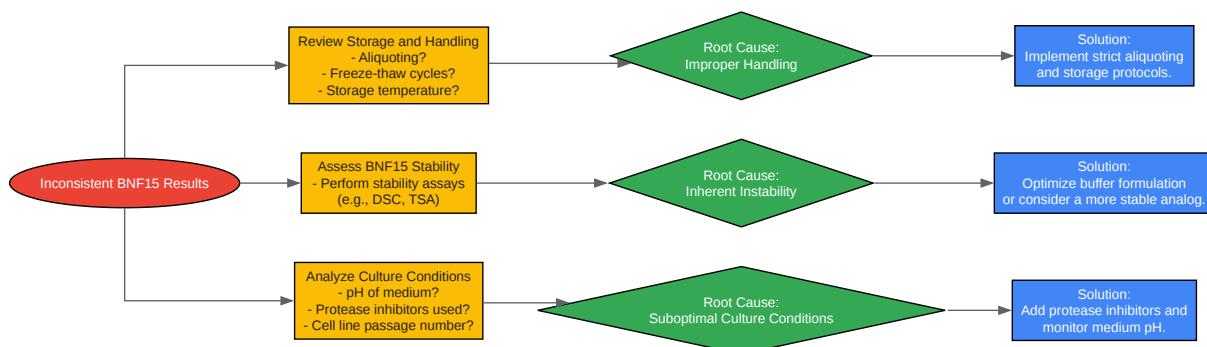 Inconsistent BNF15 Results
Review Storage and Handling
- Aliquoting?
- Freeze-thaw cycles?
- Storage temperature?
Root Cause:
Improper Handling
Solution:
Implement strict aliquoting
and storage protocols.
Assess BNF15 Stability
- Perform stability assays
(e.g., DSC, TSA)
Root Cause:
Inherent Instability
Solution:
Optimize buffer formulation
or consider a more stable analog.
Analyze Culture Conditions
- pH of medium?
- Protease inhibitors used?
- Cell line passage number?
Root Cause:
Suboptimal Culture Conditions
Solution:
Add protease inhibitors and
monitor medium pH.